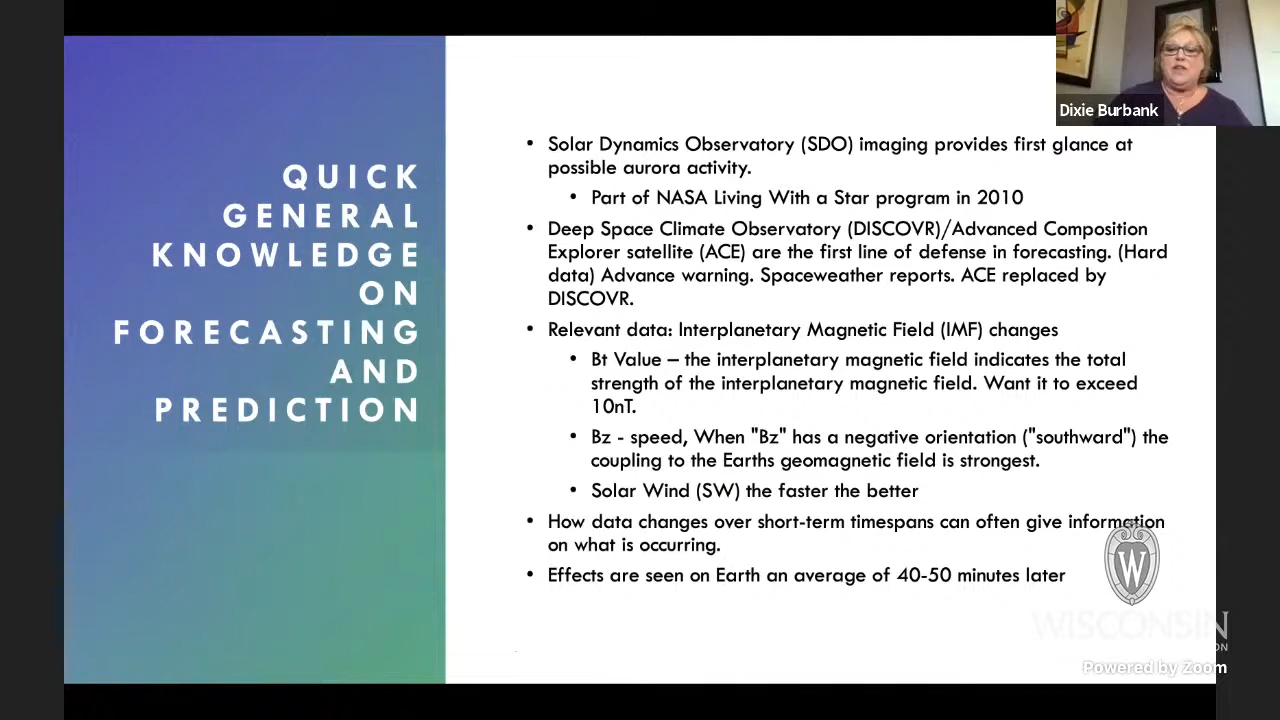 Dixie Burbank
QUICK
GENERAL
KNOWLEDGE
ON
FORECASTING
AND
PREDICTION
• Solar Dynamics Observatory (SDO) imaging provides first glance at
possible aurora activity.
• Part of NASA Living With a Star program in 2010
• Deep Space Climate Observatory (DISCOVR)/Advanced Composition
Explorer satellite (ACE) are the first line of defense in forecasting. (Hard
data) Advance warning. Spaceweather reports. ACE replaced by
DISCOVR.
• Relevant data: Interplanetary Magnetic Field (IMF) changes
• Bt Value – the interplanetary magnetic field indicates the total
strength of the interplanetary magnetic field. Want it to exceed
10nT.
• Bz - speed, When "Bz" has a negative orientation ("southward") the
coupling to the Earths geomagnetic field is strongest.
• Solar Wind (SW) the faster the better
• How data changes over short-term timespans can often give information
on what is occurring.
• Effects are seen on Earth an average of 40-50 minutes later
W
WISCONSIN
Powered by Zoom